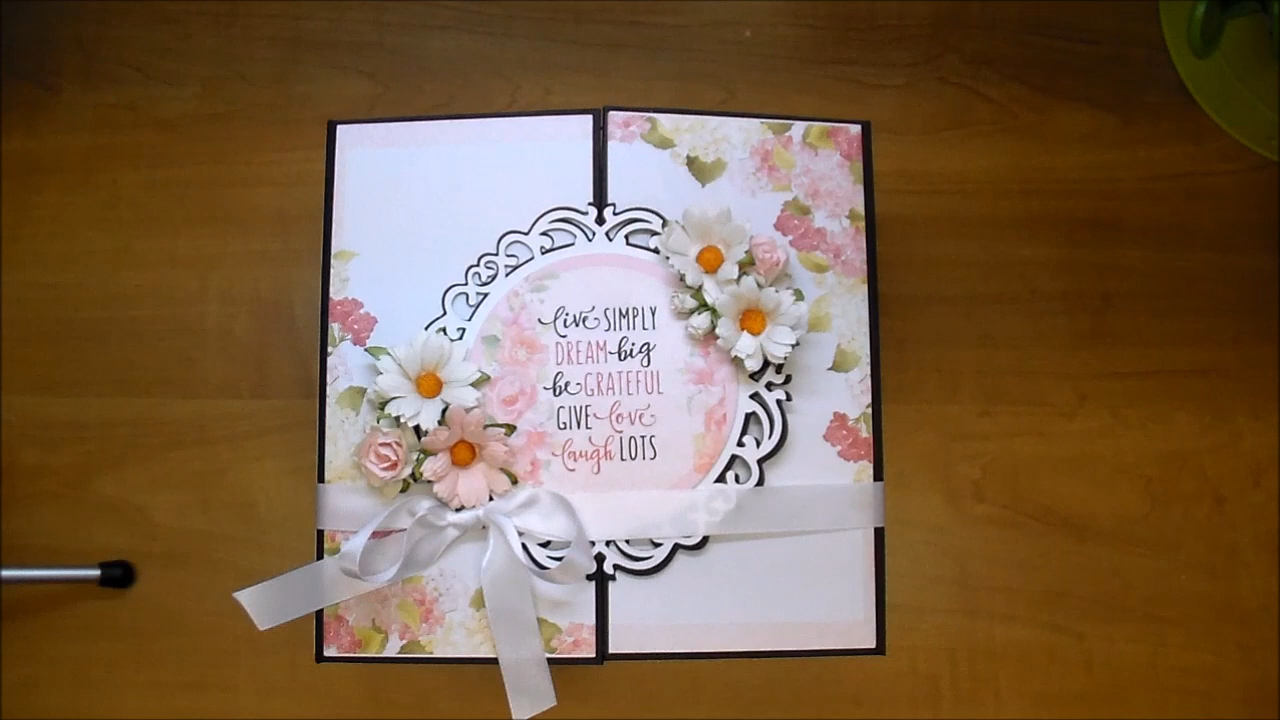 live SIMPLY
DREAM big
be GRATEFUL
GIVE love
laugh LOTS